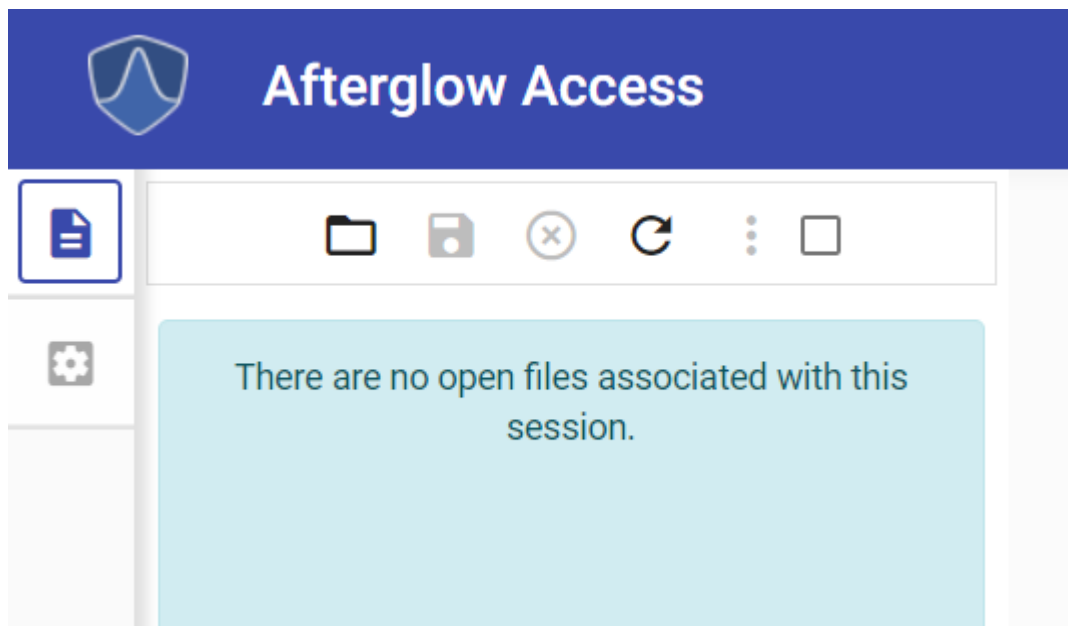 Afterglow Access
There are no open files associated with this
session.